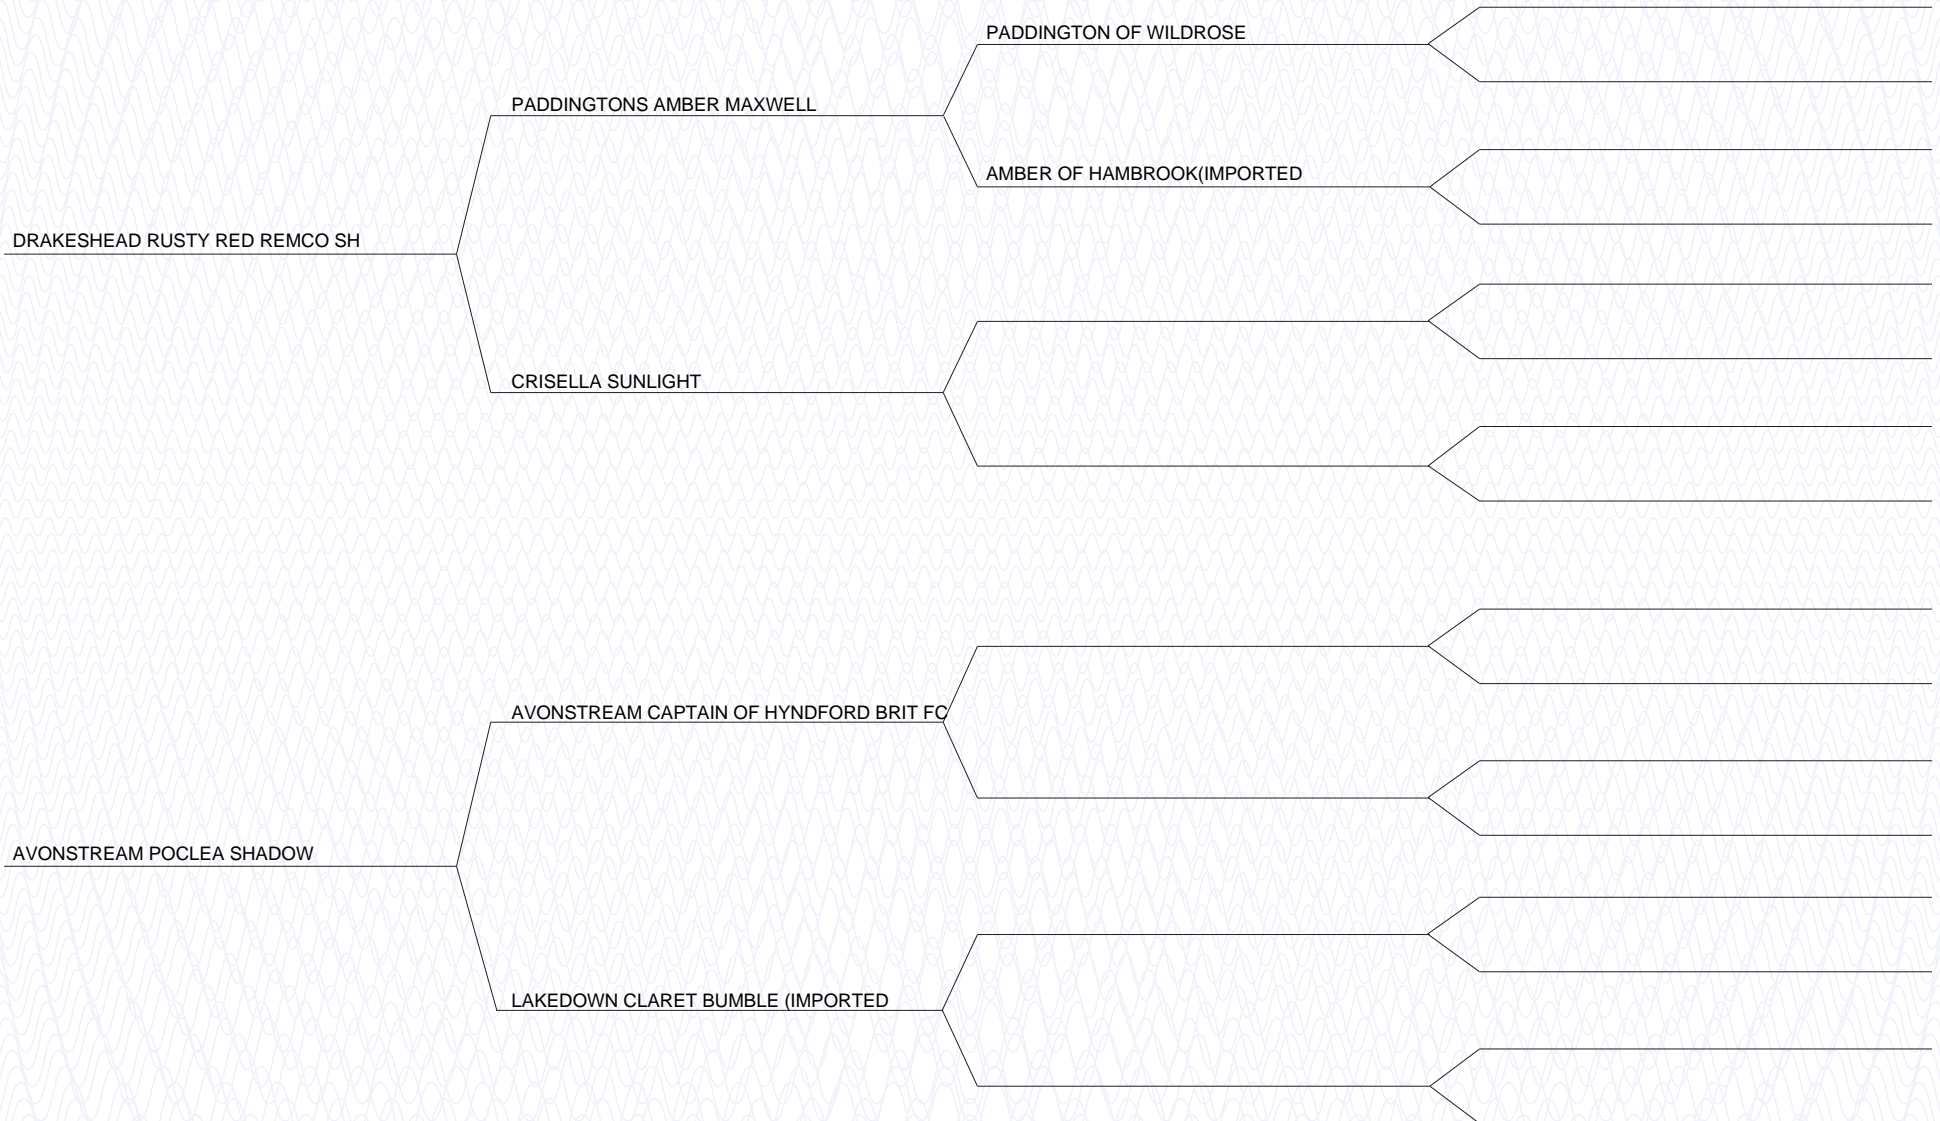 PADDINGTON OF WILDROSE
PADDINGTONS AMBER MAXWELL
AMBER OF HAMBROOK(IMPORTED
DRAKESHEAD RUSTY RED REMCO SH
CRISELLA SUNLIGHT
AVONSTREAM CAPTAIN OF HYNDFORD BRIT FC
AVONSTREAM POCLEA SHADOW
LAKEDOWN CLARET BUMBLE (IMPORTED